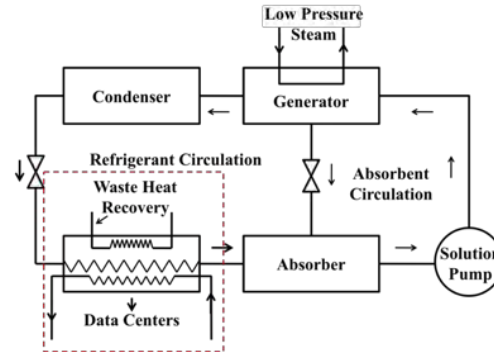 Low Pressure
Steam
Condenser
Generator
Refrigerant Circulation
Waste Heat
Recovery
Absorbent
Circulation
Absorber
Solution
Pump
Data Centers